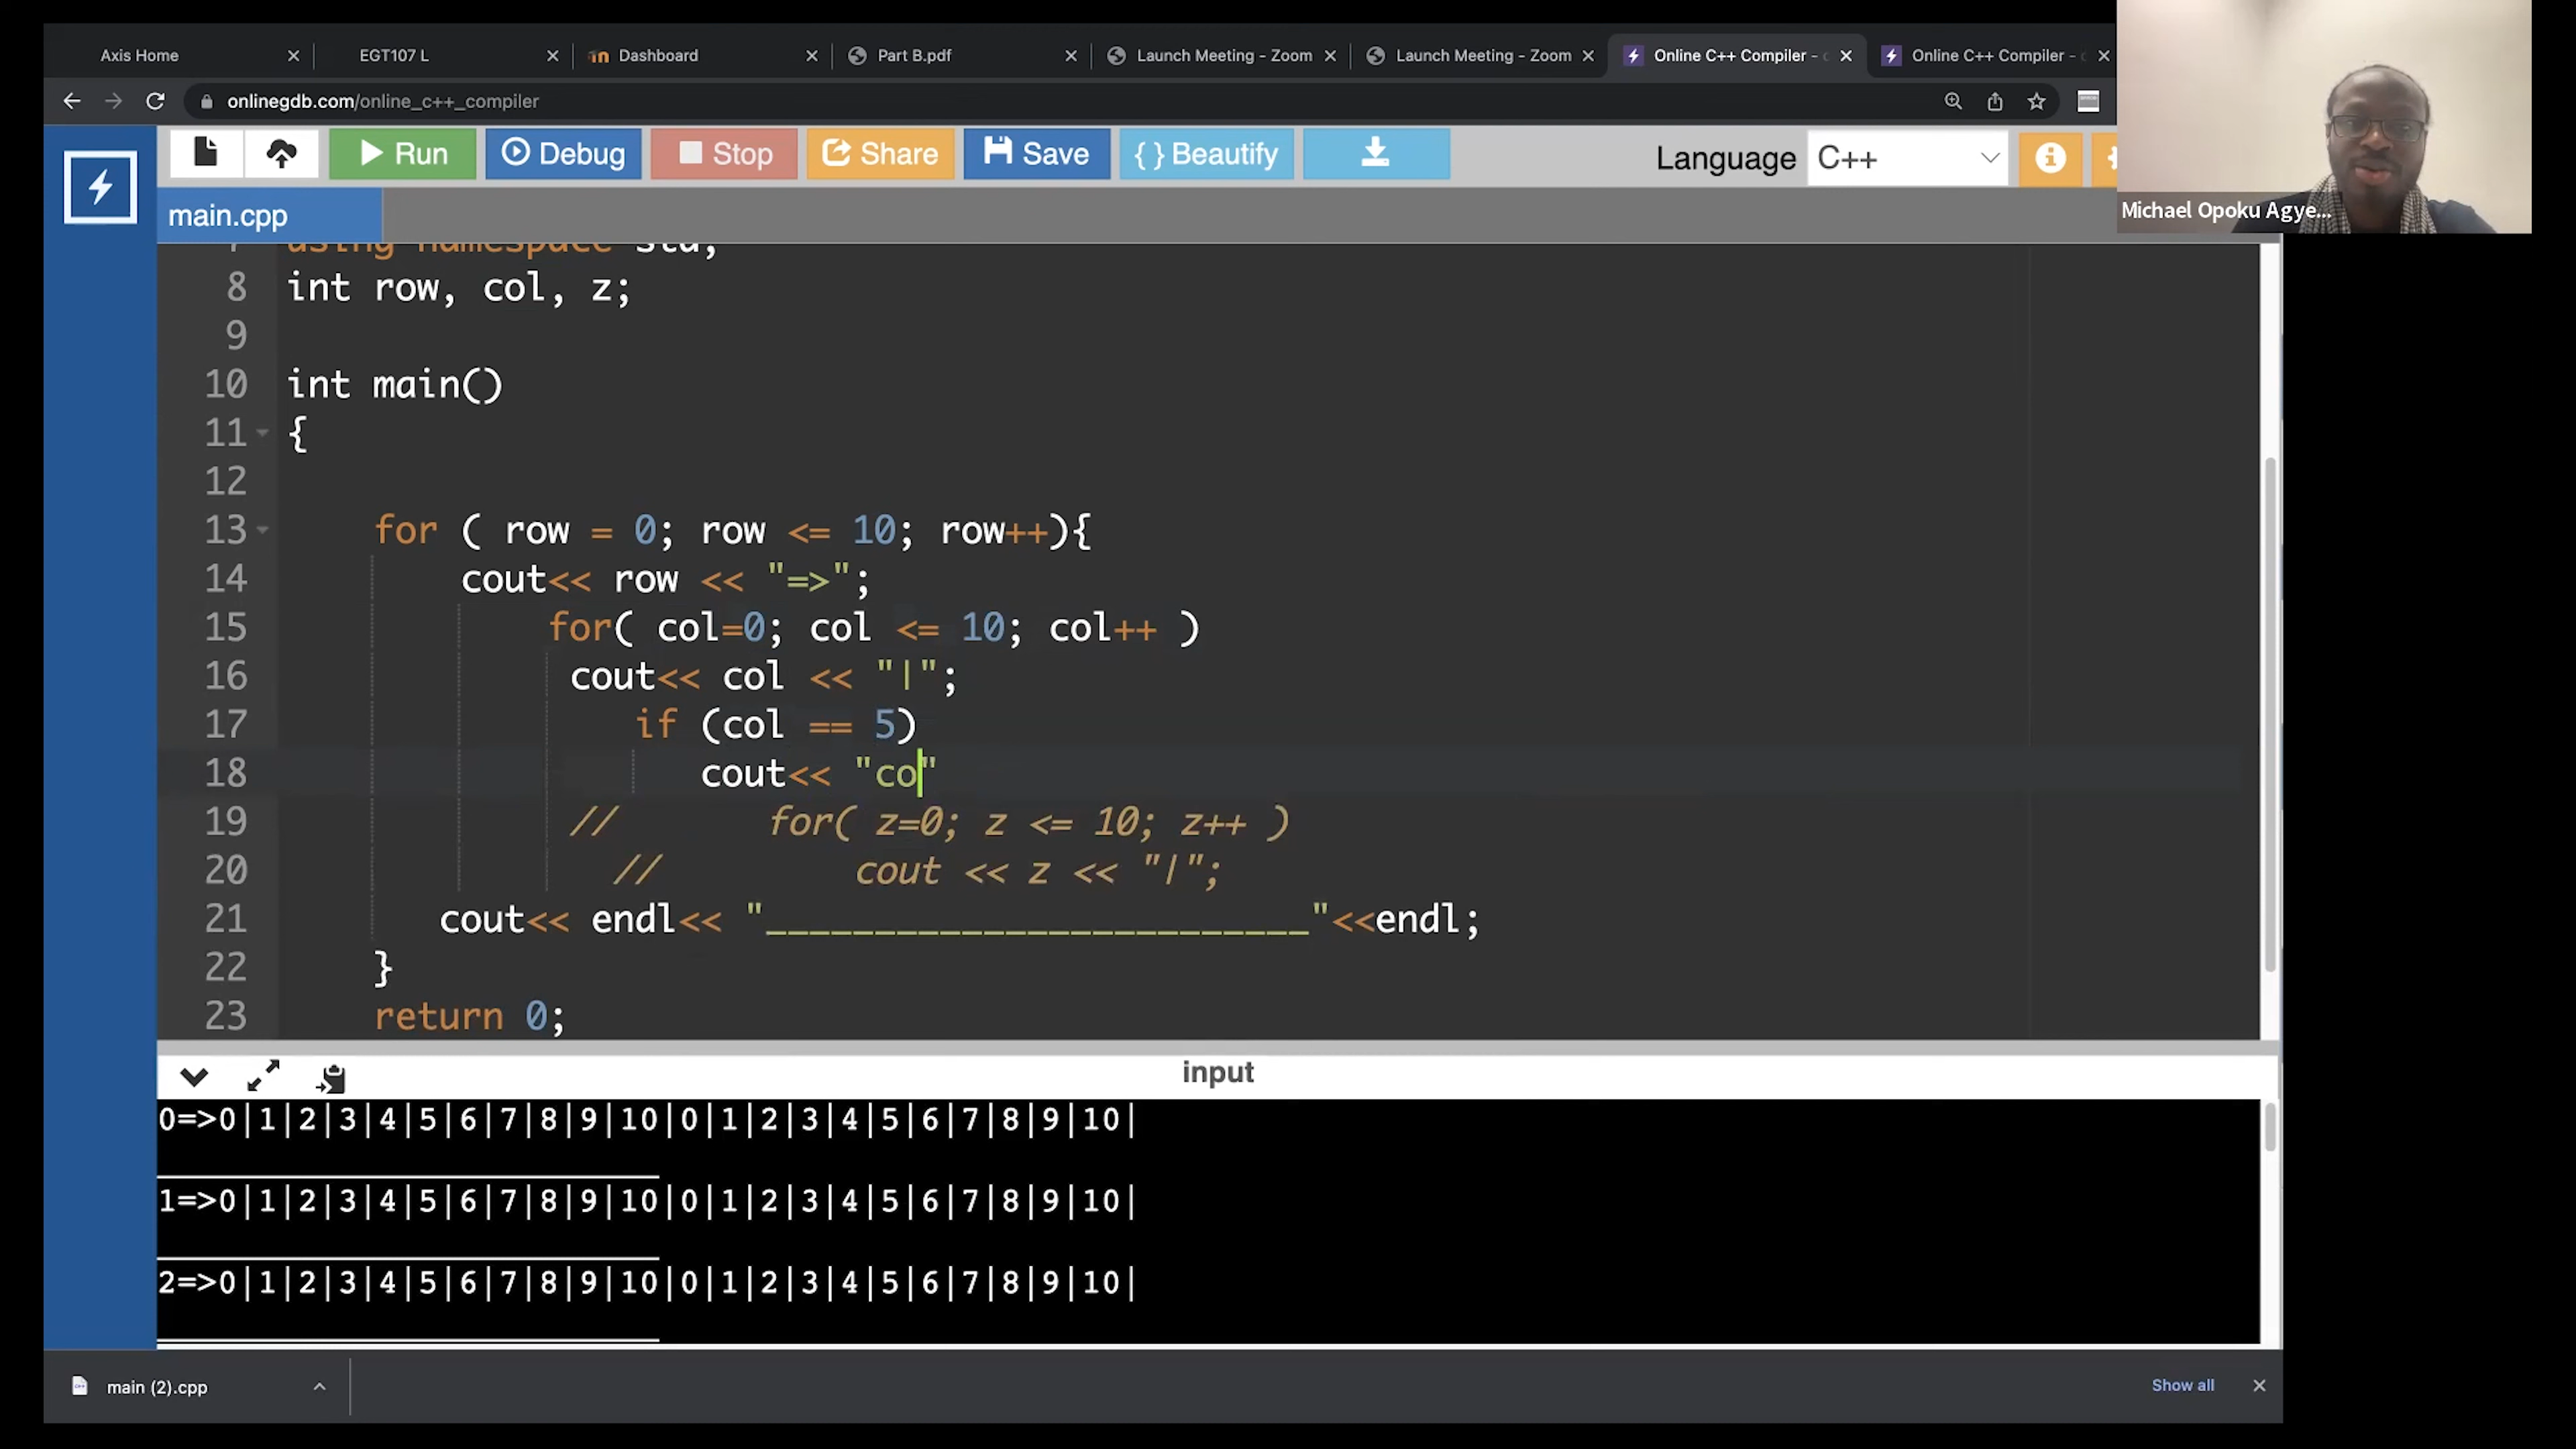 Axis Home
EGT107 L
Dashboard
Part B.pdf
Launch Meeting - Zoom
Launch Meeting - Zoom
Online C++ Compiler -
Online C++ Compiler -
onlinegdb.com/online_c++_compiler
Run
Debug
Stop
Share
Save
{ } Beautify
Language
C++
Michael Opoku Agye...
main.cpp
using namespace std;
8 int row, col, z;
9
10 int main()
11 {
12
13 for ( row = 0; row <= 10; row++){
14 cout<< row << "=>";
15 for( col=0; col <= 10; col++ )
16 cout<< col << "|";
17 if (col == 5)
18 cout<< "co"
19 // for( z=0; z <= 10; z++ )
20 // cout << z << "|";
21 cout<< endl<< "_________________________"<<endl;
22 }
23 return 0;
input
0=>0|1|2|3|4|5|6|7|8|9|10|0|1|2|3|4|5|6|7|8|9|10|
_________________________
1=>0|1|2|3|4|5|6|7|8|9|10|0|1|2|3|4|5|6|7|8|9|10|
_________________________
2=>0|1|2|3|4|5|6|7|8|9|10|0|1|2|3|4|5|6|7|8|9|10|
_________________________
main (2).cpp
Show all